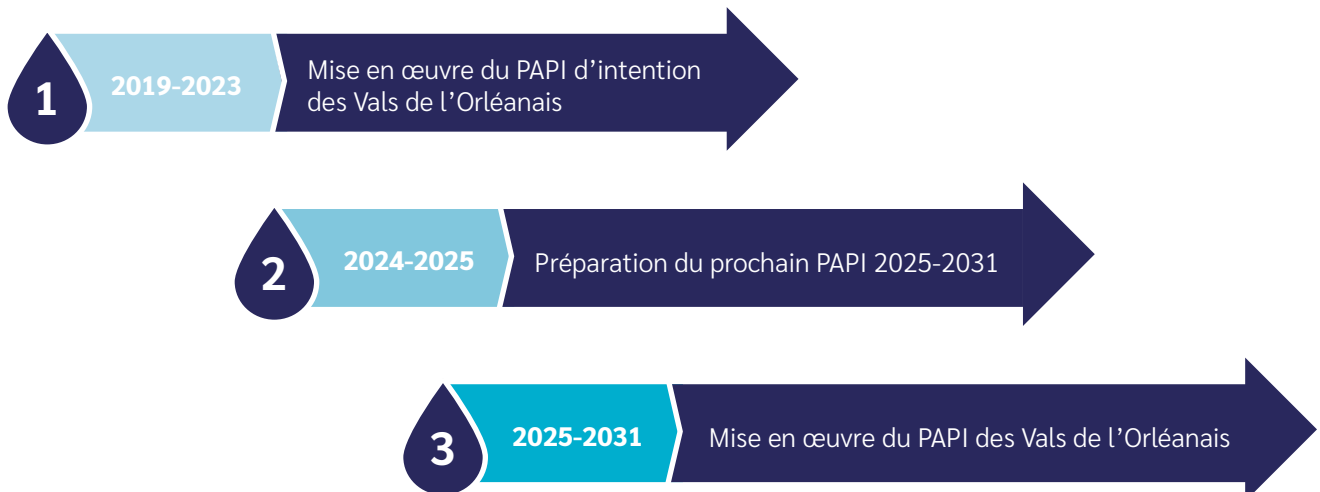 1
2019-2023
Mise en œuvre du PAPI d’intention
des Vals de l’Orléanais
2
2024-2025
Préparation du prochain PAPI 2025-2031
3
2025-2031
Mise en œuvre du PAPI des Vals de l’Orléanais